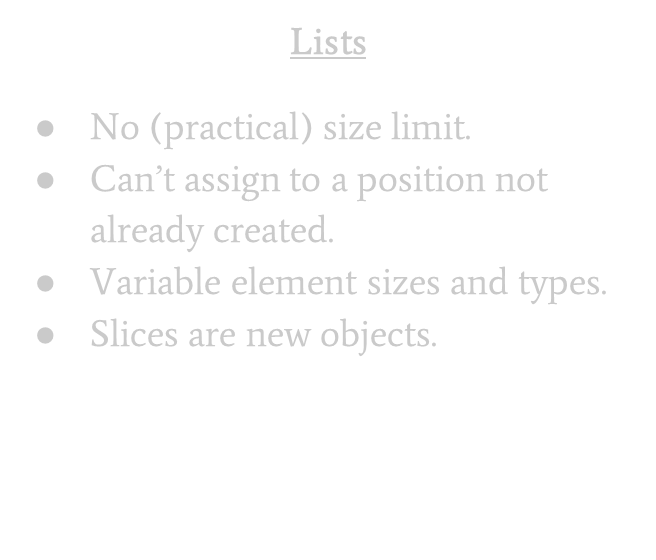 Lists
● No (practical) size limit.
● Can’t assign to a position not
already created.
● Variable element sizes and types.
● Slices are new objects.